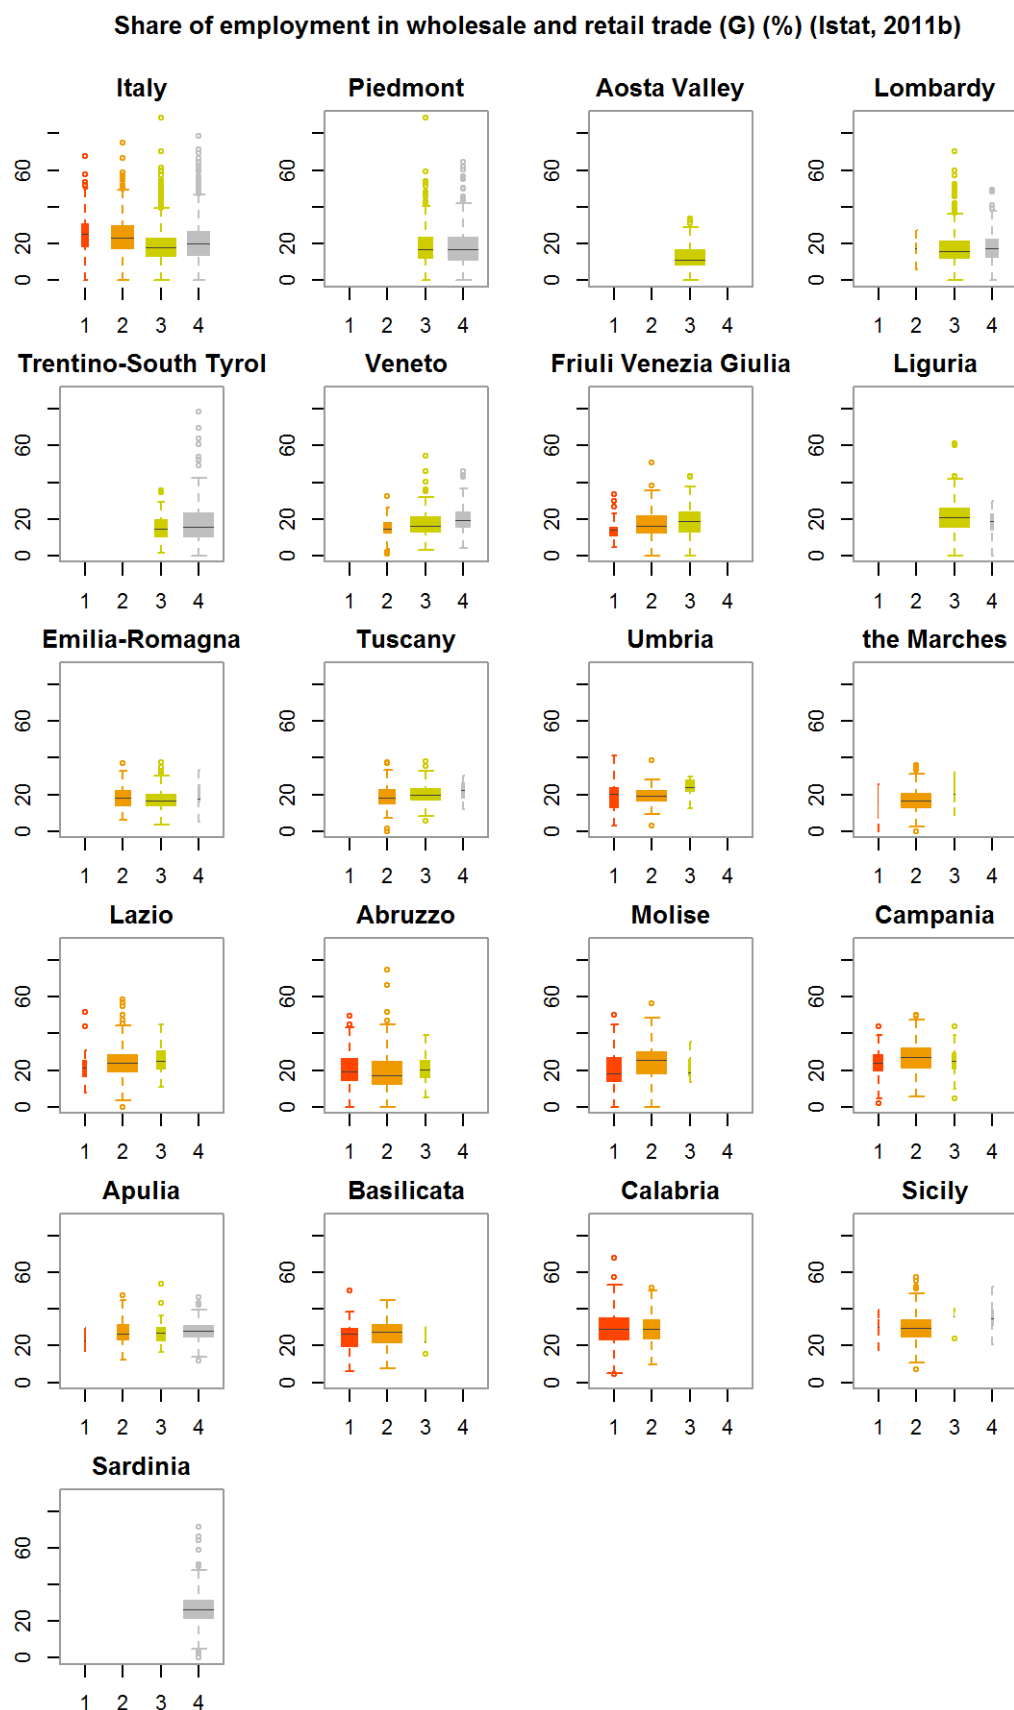 Share of employment in wholesale and retail trade (G) (%) (Istat, 2011b)
Italy Piedmont Aosta Valley Lombardy
0 20 60 0 20 60 0 20 60 0 20 60
1 2 3 4 1 2 3 4 1 2 3 4 1 2 3 4
Trentino-South Tyrol Veneto Friuli Venezia Giulia Liguria
0 20 60 0 20 60 0 20 60 0 20 60
1 2 3 4 1 2 3 4 1 2 3 4 1 2 3 4
Emilia-Romagna Tuscany Umbria the Marches
0 20 60 0 20 60 0 20 60 0 20 60
1 2 3 4 1 2 3 4 1 2 3 4 1 2 3 4
Lazio Abruzzo Molise Campania
0 20 60 0 20 60 0 20 60 0 20 60
1 2 3 4 1 2 3 4 1 2 3 4 1 2 3 4
Apulia Basilicata Calabria Sicily
0 20 60 0 20 60 0 20 60 0 20 60
1 2 3 4 1 2 3 4 1 2 3 4 1 2 3 4
Sardinia
0 20 60
1 2 3 4